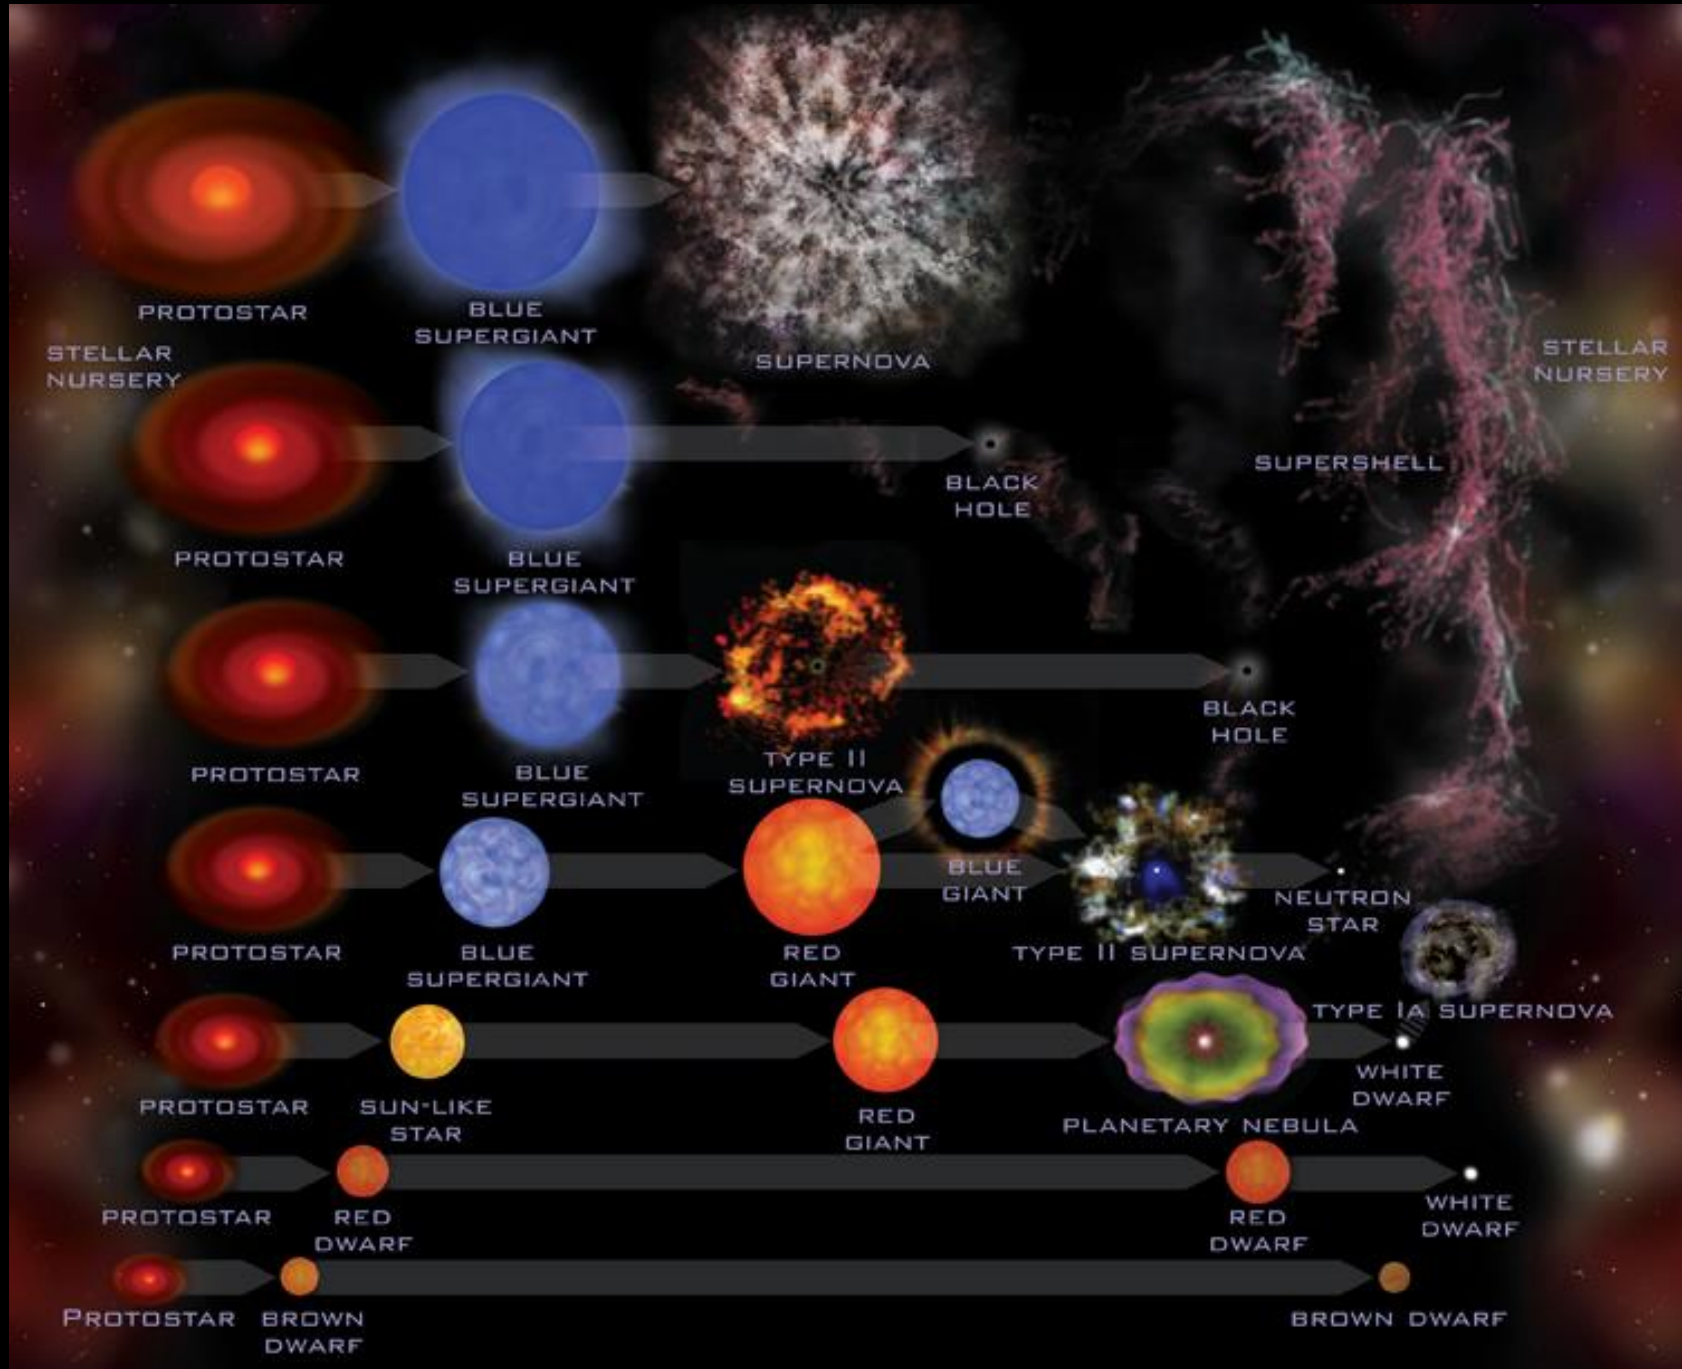 PROTOSTAR
BLUE
SUPERGIANT
SUPERNOVA
STELLAR
NURSERY
STELLAR
NURSERY
SUPERSHELL
PROTOSTAR
BLUE
SUPERGIANT
BLACK
HOLE
PROTOSTAR
BLUE
SUPERGIANT
TYPE II
SUPERNOVA
BLACK
HOLE
PROTOSTAR
BLUE
SUPERGIANT
RED
GIANT
BLUE
GIANT
TYPE II SUPERNOVA
NEUTRON
STAR
TYPE IA SUPERNOVA
PROTOSTAR
SUN-LIKE
STAR
RED
GIANT
PLANETARY NEBULA
WHITE
DWARF
PROTOSTAR
RED
DWARF
RED
DWARF
WHITE
DWARF
PROTOSTAR
BROWN
DWARF
BROWN DWARF